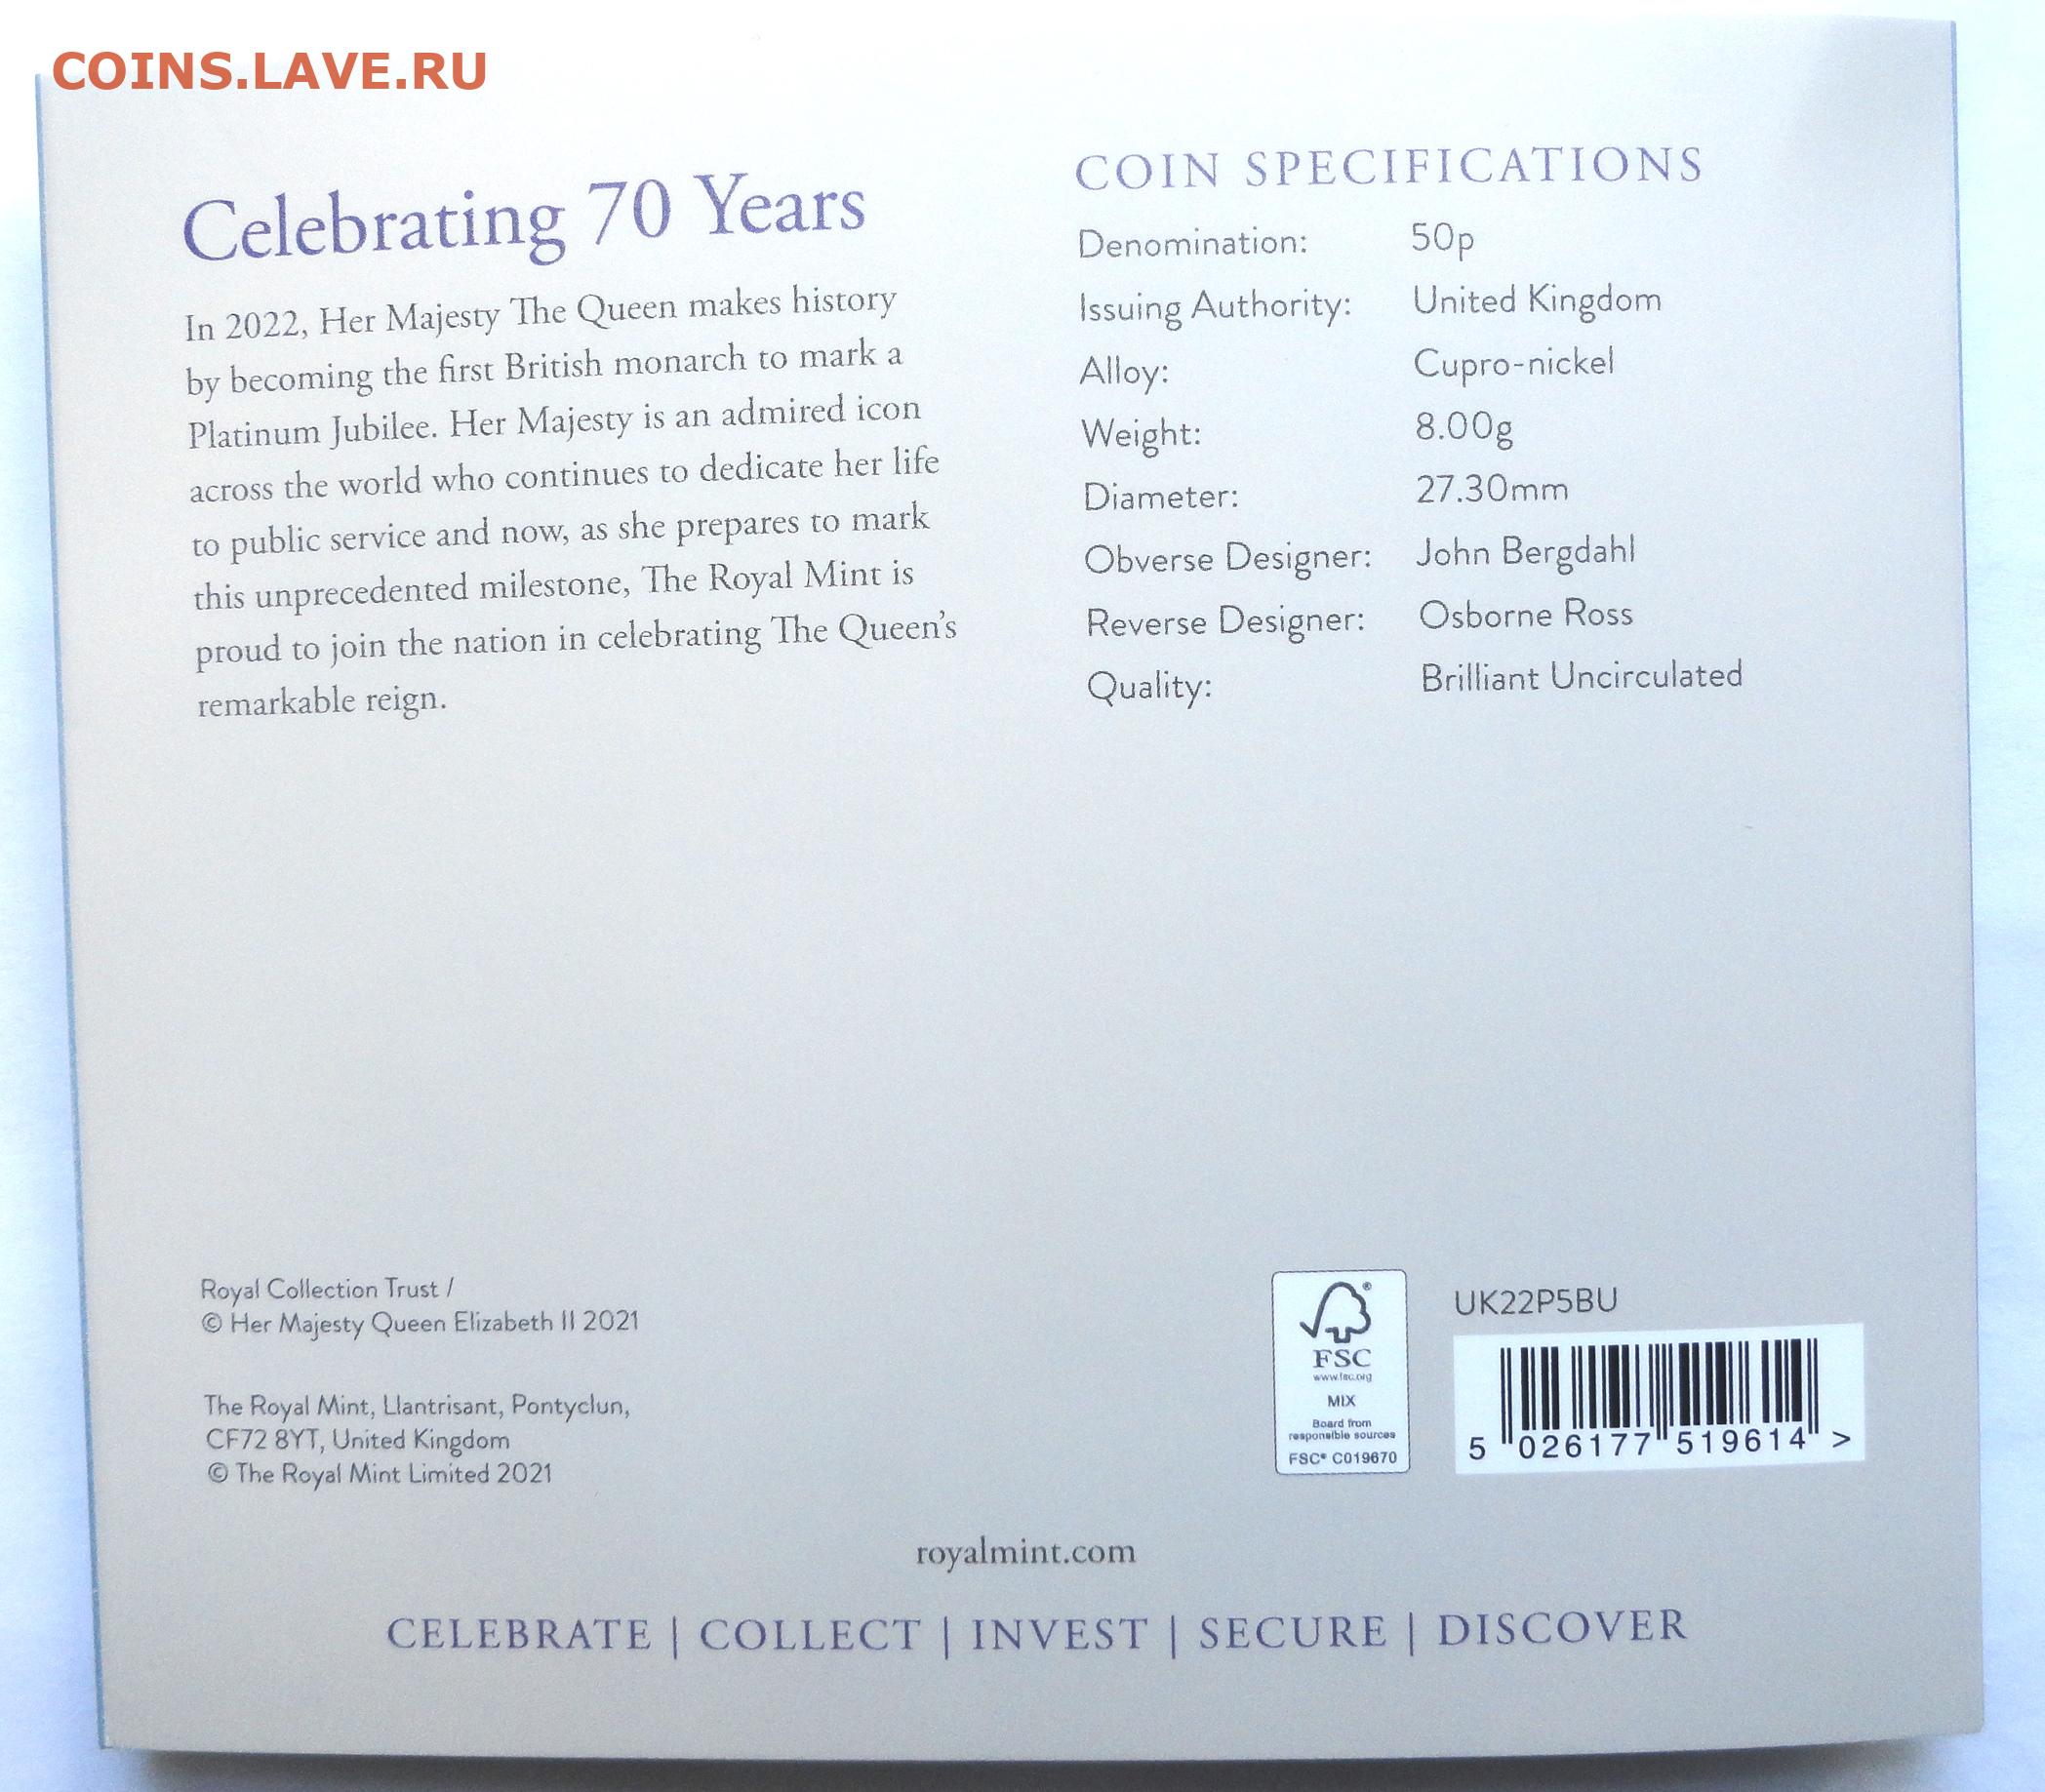 COINS.LAVE.RU
Celebrating 70 Years
In 2022, Her Majesty The Queen makes history
by becoming the first British monarch to mark a
Platinum Jubilee. Her Majesty is an admired icon
across the world who continues to dedicate her life
to public service and now, as she prepares to mark
this unprecedented milestone, The Royal Mint is
proud to join the nation in celebrating The Queen's
remarkable reign.
COIN SPECIFICATIONS
Denomination: 50p
Issuing Authority: United Kingdom
Alloy: Cupro-nickel
Weight: 8.00g
Diameter: 27.30mm
Obverse Designer: John Bergdahl
Reverse Designer: Osborne Ross
Quality: Brilliant Uncirculated
Royal Collection Trust /
© Her Majesty Queen Elizabeth II 2021
The Royal Mint, Llantrisant, Pontyclun,
CF72 8YT, United Kingdom
© The Royal Mint Limited 2021
®
FSC
www.fsc.org
MIX
Board from
responsible sources
FSC® C019670
UK22P5BU
5 026177 519614 >
royalmint.com
CELEBRATE | COLLECT | INVEST | SECURE | DISCOVER